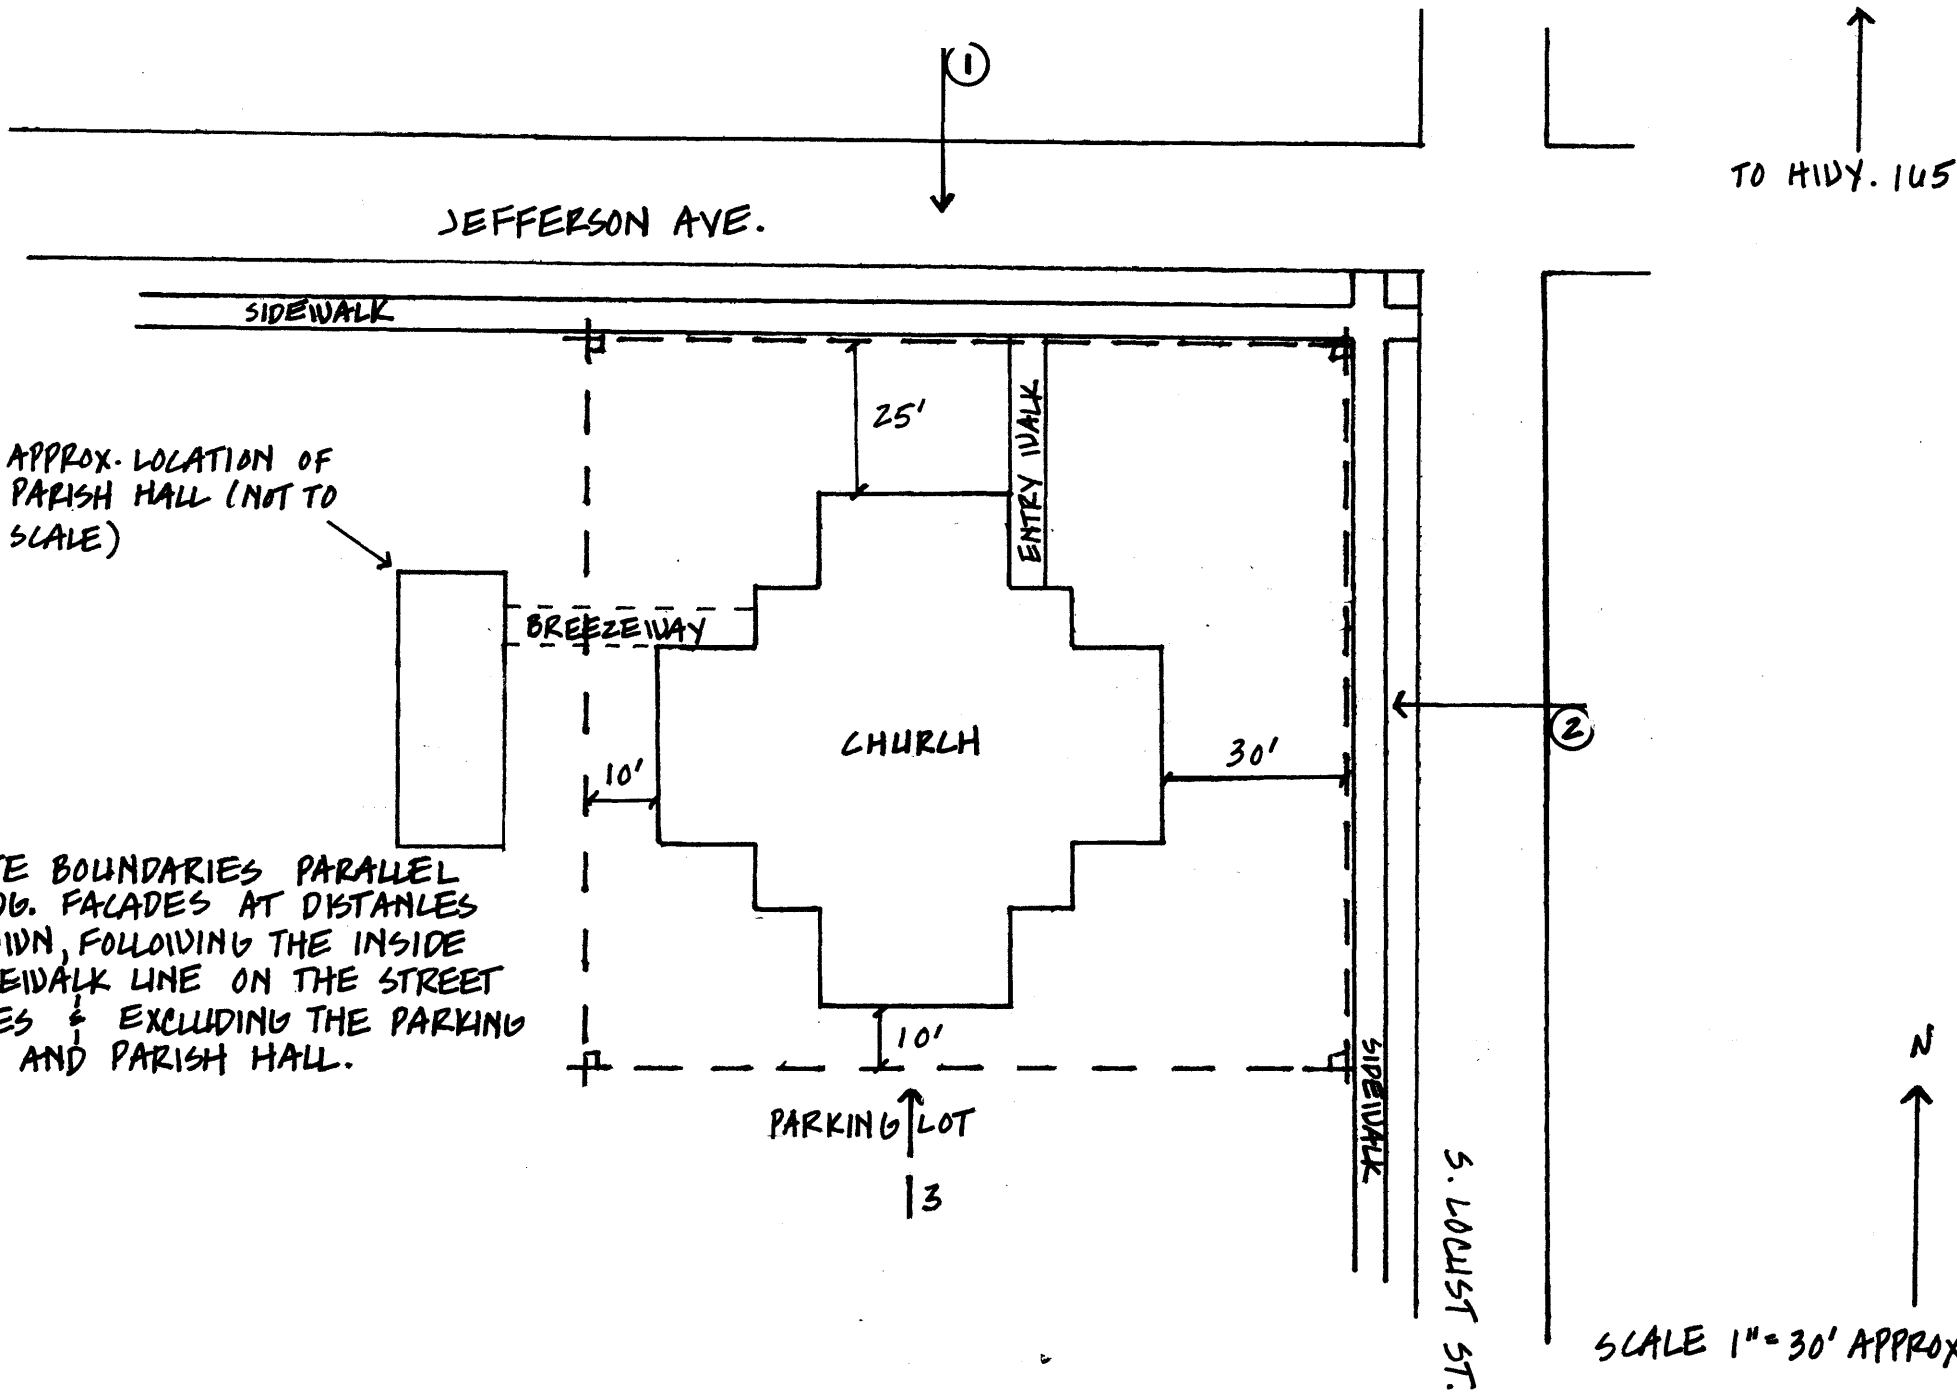 1
TO HWY. 165
JEFFERSON AVE.
SIDEWALK
25'
ENTRY WALK
APPROX. LOCATION OF
PARISH HALL (NOT TO
SCALE)
BREEZEWAY
CHURCH
10'
30'
2
TE BOUNDARIES PARALLEL
DG. FACADES AT DISTANCES
OWN, FOLLOWING THE INSIDE
EWALK LINE ON THE STREET
ES & EXCLUDING THE PARKING
AND PARISH HALL.
10'
SIDEWALK
PARKING LOT
3
S. LOCUST ST.
N
SCALE 1" = 30' APPROX